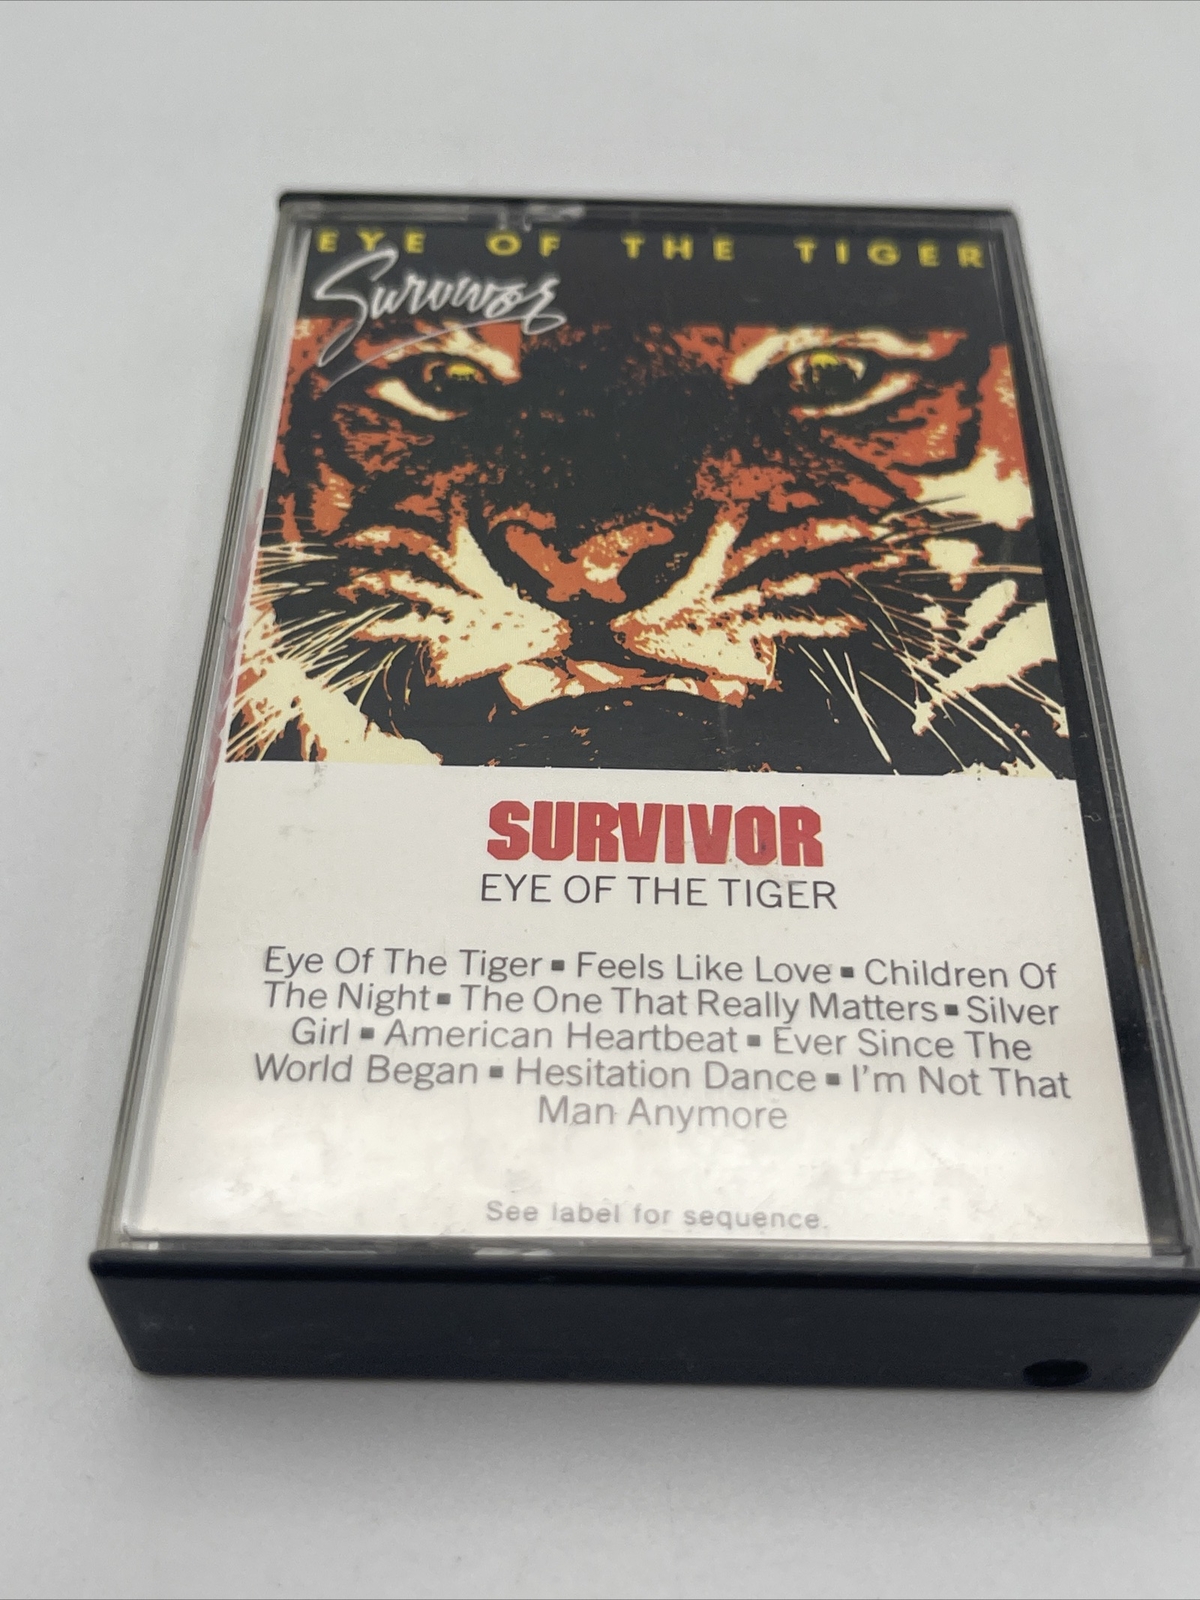 EYE OF THE TIGER
Survivor
SURVIVOR
EYE OF THE TIGER
Eye Of The Tiger ▪ Feels Like Love ▪ Children Of
The Night ▪ The One That Really Matters ▪ Silver
Girl ▪ American Heartbeat ▪ Ever Since The
World Began ▪ Hesitation Dance ▪ I'm Not That
Man Anymore
See label for sequence.